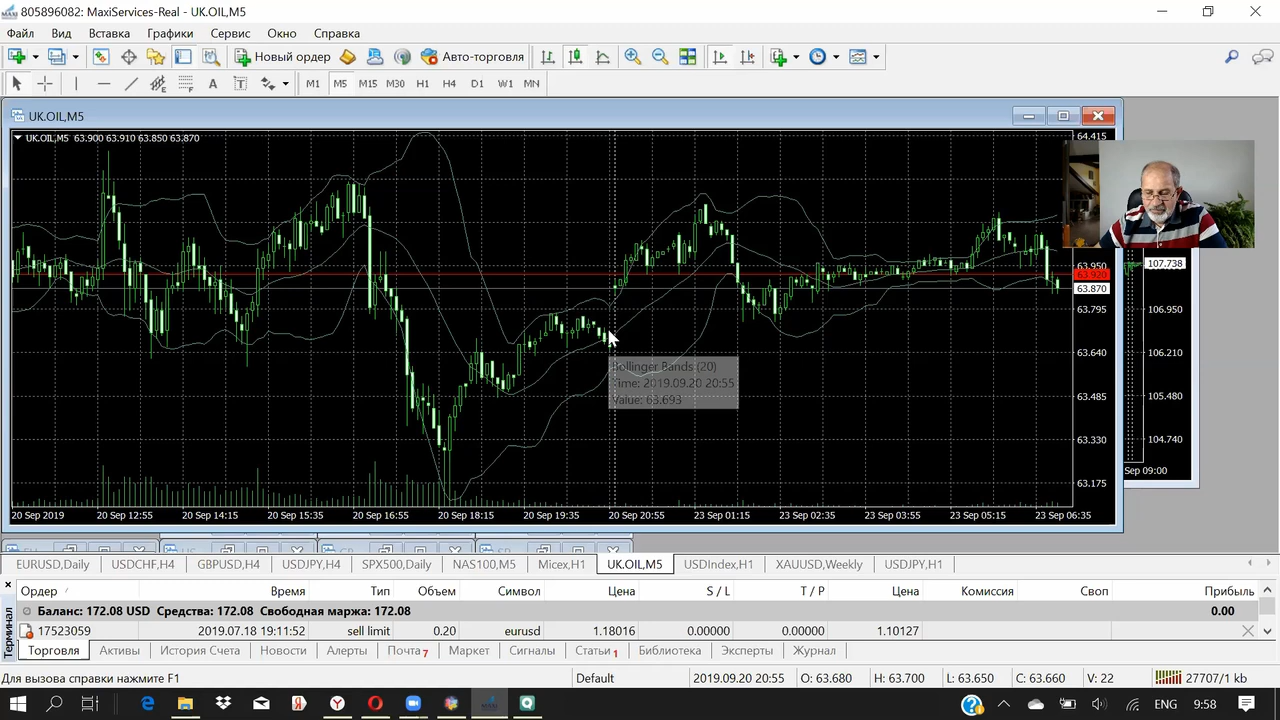 805896082: MaxiServices-Real - UK.OIL,M5
Файл Вид Вставка Графики Сервис Окно Справка
Новый ордер Авто-торговля
A T M1 M5 M15 M30 H1 H4 D1 W1 MN
UK.OIL,M5
UK.OIL,M5 63.900 63.910 63.850 63.870
64.415
63.950
63.920
63.870
63.795
63.640
63.485
63.330
63.175
107.738
106.950
106.210
105.480
104.740
Sep 09:00
Bollinger Bands (20)
Time: 2019.09.20 20:55
Value: 63.693
20 Sep 2019 20 Sep 12:55 20 Sep 14:15 20 Sep 15:35 20 Sep 16:55 20 Sep 18:15 20 Sep 19:35 20 Sep 20:55 23 Sep 01:15 23 Sep 02:35 23 Sep 03:55 23 Sep 05:15 23 Sep 06:35
EURUSD,Daily USDCHF,H4 GBPUSD,H4 USDJPY,H4 SPX500,Daily NAS100,M5 Micex,H1 UK.OIL,M5 USDIndex,H1 XAUUSD,Weekly USDJPY,H1
Ордер Время Тип Объем Символ Цена S / L T / P Цена Комиссия Своп Прибыль
Баланс: 172.08 USD Средства: 172.08 Свободная маржа: 172.08 0.00
17523059 2019.07.18 19:11:52 sell limit 0.20 eurusd 1.18016 0.00000 0.00000 1.10127
Терминал
Торговля Активы История Счета Новости Алерты Почта 7 Маркет Сигналы Статьи 1 Библиотека Эксперты Журнал
Для вызова справки нажмите F1 Default 2019.09.20 20:55 O: 63.680 H: 63.700 L: 63.650 C: 63.660 V: 22 27707/1 kb
ENG 9:58